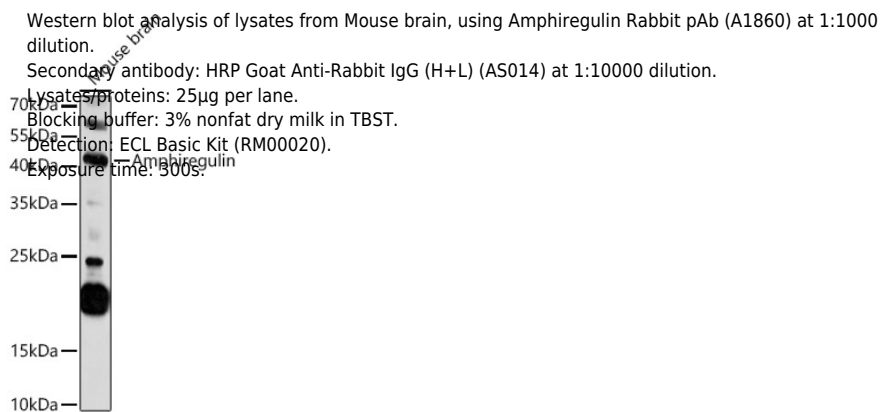 Western blot analysis of lysates from Mouse brain, using Amphiregulin Rabbit pAb (A1860) at 1:1000
dilution.
Secondary antibody: HRP Goat Anti-Rabbit IgG (H+L) (AS014) at 1:10000 dilution.
Lysates/proteins: 25μg per lane.
Blocking buffer: 3% nonfat dry milk in TBST.
Detection: ECL Basic Kit (RM00020).
Exposure time: 300s.
Mouse brain
70kDa
55kDa
40kDa
Amphiregulin
35kDa
25kDa
15kDa
10kDa